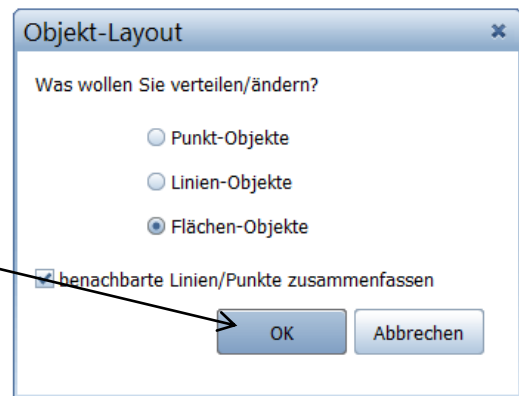 Objekt-Layout
Was wollen Sie verteilen/ändern?
Punkt-Objekte
Linien-Objekte
Flächen-Objekte
benachbarte Linien/Punkte zusammenfassen
OK Abbrechen